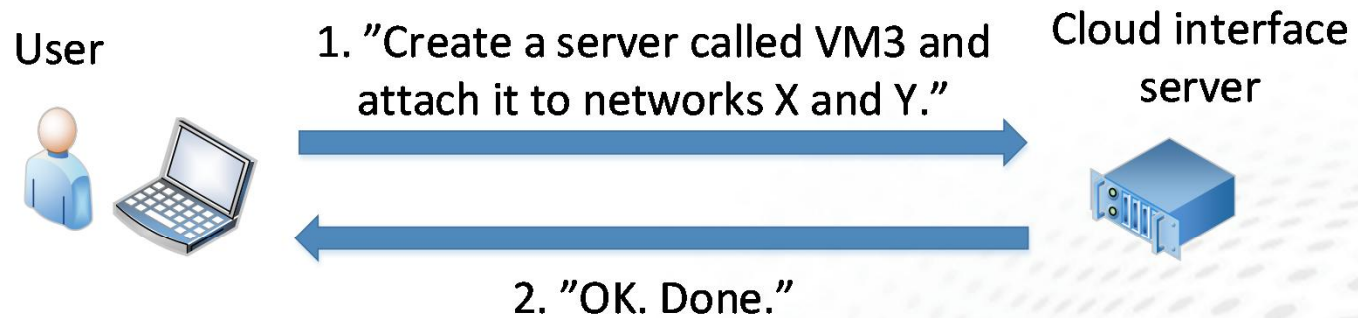 User
1. ”Create a server called VM3 and
attach it to networks X and Y.”
Cloud interface
server
2. ”OK. Done.”